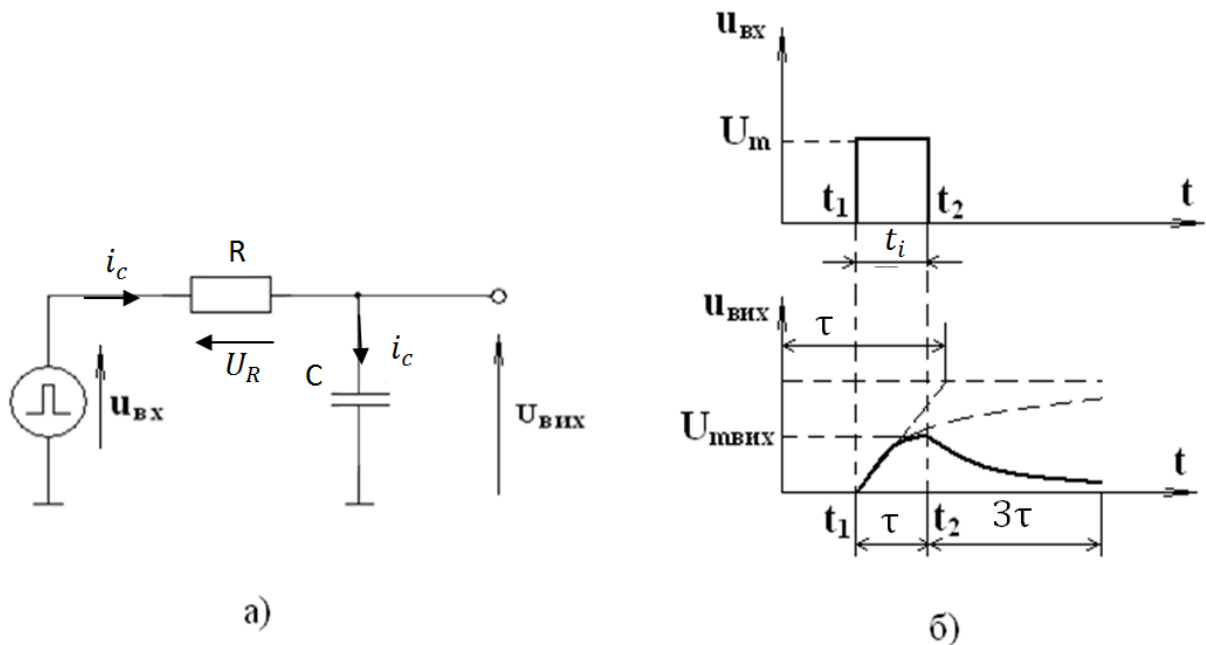 i_c
R
U_R
i_c
C
u_вх
U_вих
а)
u_вх
U_m
t_1
t_2
t
t_i
u_вих
τ
U_mвих
t
t_1
τ
t_2
3τ
б)